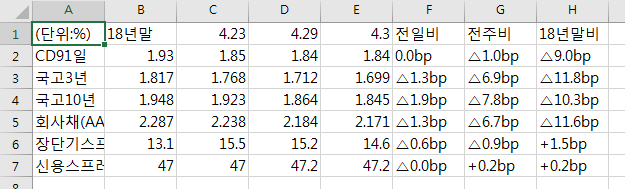 A B C D E F G H
1 (단위:%) 18년말 4.23 4.29 4.3 전일비 전주비 18년말비
2 CD91일 1.93 1.85 1.84 1.84 0.0bp △1.0bp △9.0bp
3 국고3년 1.817 1.768 1.712 1.699 △1.3bp △6.9bp △11.8bp
4 국고10년 1.948 1.923 1.864 1.845 △1.9bp △7.8bp △10.3bp
5 회사채(AA 2.287 2.238 2.184 2.171 △1.3bp △6.7bp △11.6bp
6 장단기스프 13.1 15.5 15.2 14.6 △0.6bp △0.9bp +1.5bp
7 신용스프레 47 47 47.2 47.2 △0.0bp +0.2bp +0.2bp
8